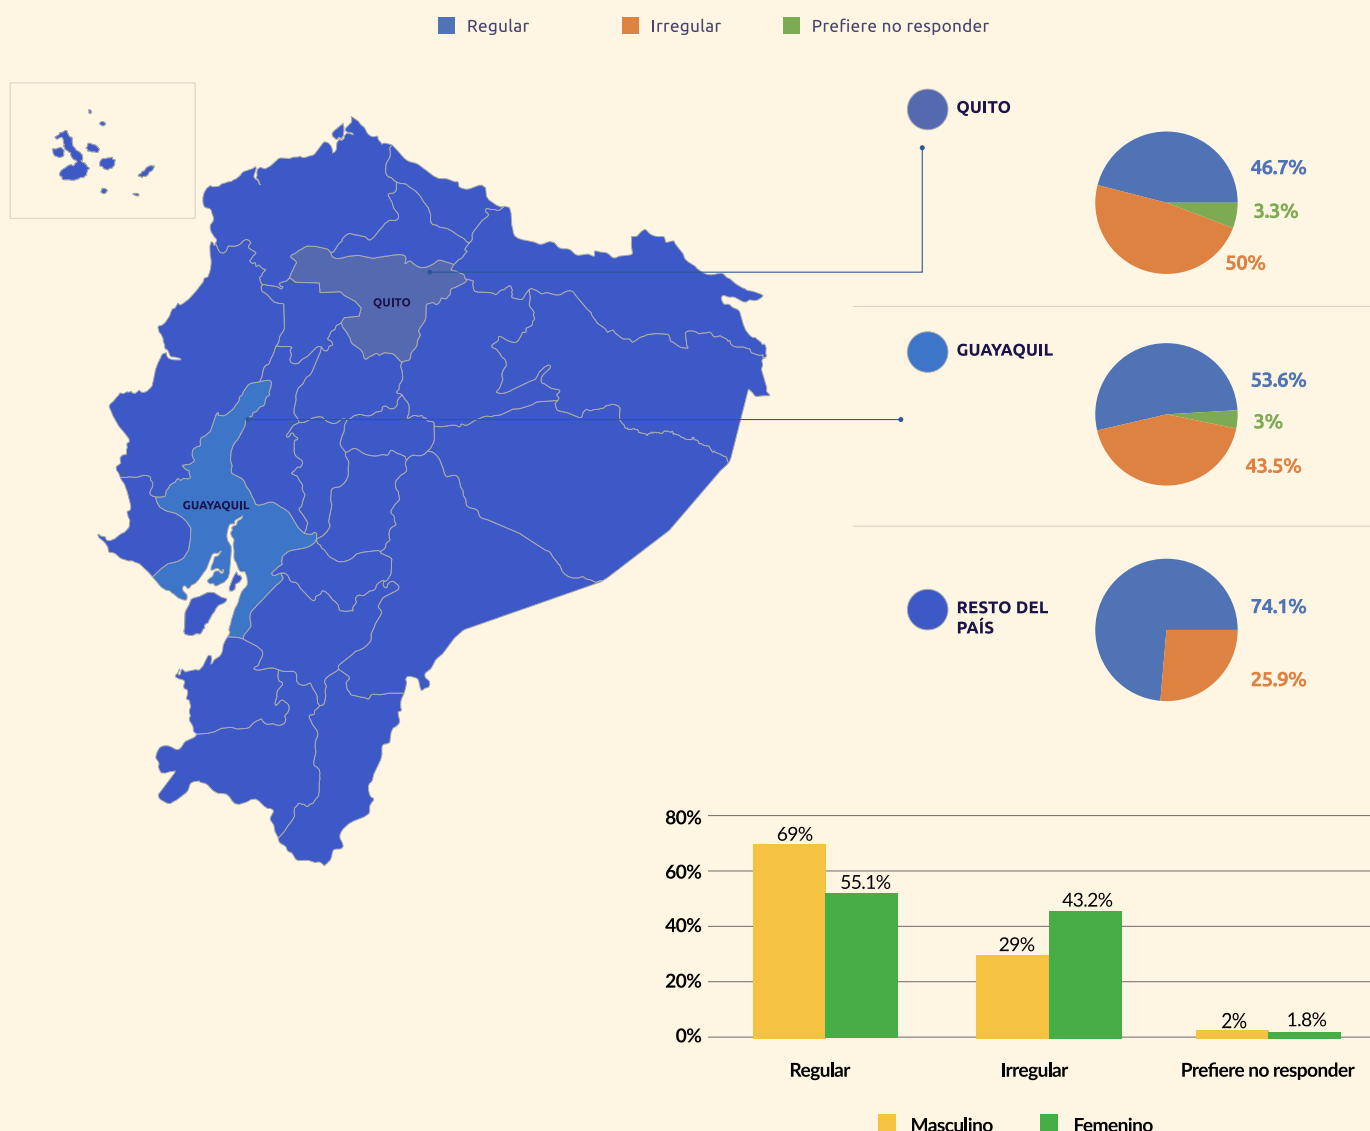 Regular
Irregular
Prefiere no responder
QUITO
46.7%
3.3%
50%
QUITO
GUAYAQUIL
53.6%
3%
43.5%
GUAYAQUIL
RESTO DEL
PAÍS
74.1%
25.9%
80%
60%
40%
20%
0%
69%
55.1%
29%
43.2%
2%
1.8%
Regular
Irregular
Prefiere no responder
Masculino
Femenino